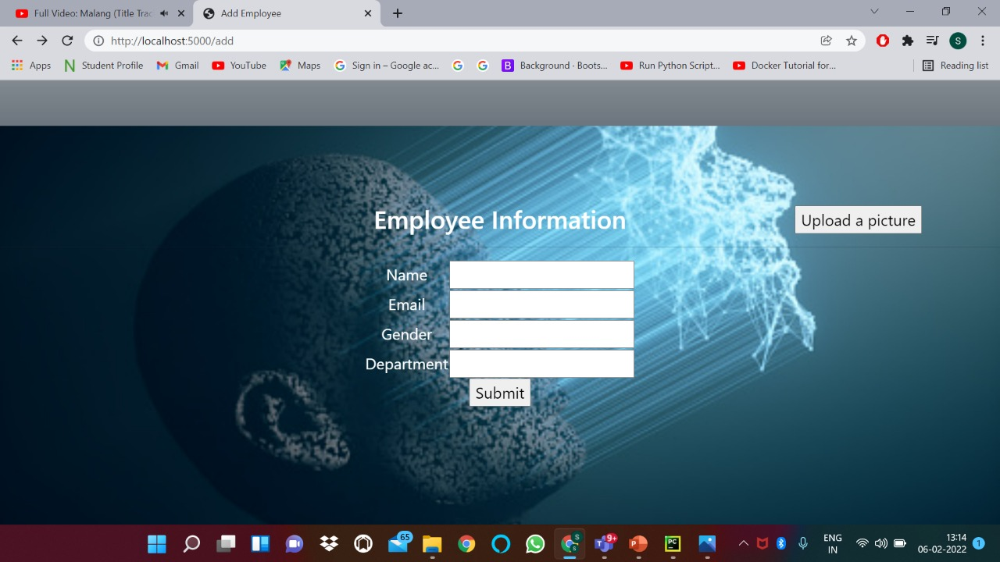 Full Video: Malang (Title Trac
Add Employee
http://localhost:5000/add
S
Apps
Student Profile
Gmail
YouTube
Maps
Sign in – Google ac...
B
Background · Boots...
Run Python Script...
Docker Tutorial for...
Reading list
Employee Information
Upload a picture
Name
Email
Gender
Department
Submit
65
S
9+
P
PC
ENG
IN
13:14
06-02-2022
1